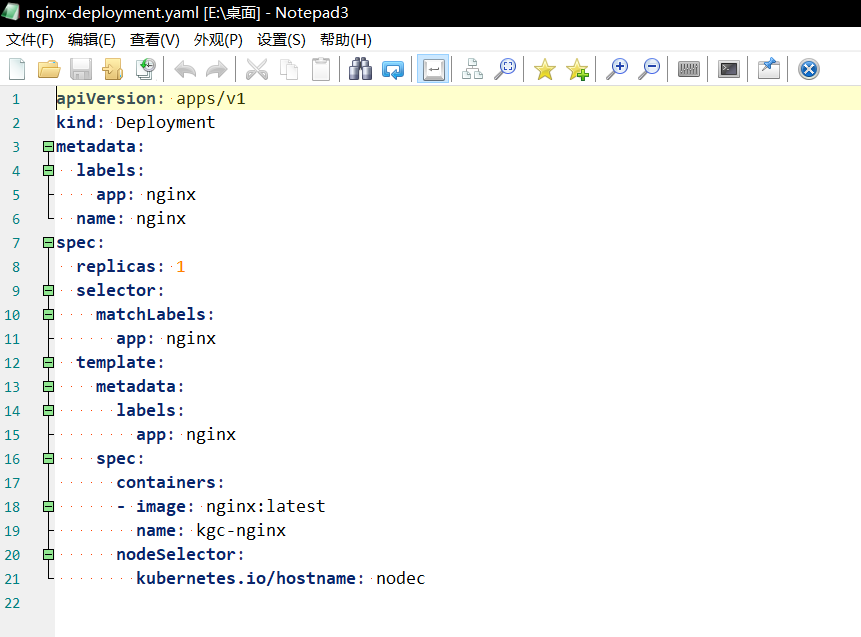 nginx-deployment.yaml [E:\桌面] - Notepad3
文件(F) 编辑(E) 查看(V) 外观(P) 设置(S) 帮助(H)
1 apiVersion: apps/v1
2 kind: Deployment
3 metadata:
4   labels:
5     app: nginx
6   name: nginx
7 spec:
8   replicas: 1
9   selector:
10     matchLabels:
11       app: nginx
12   template:
13     metadata:
14       labels:
15         app: nginx
16     spec:
17       containers:
18       - image: nginx:latest
19         name: kgc-nginx
20       nodeSelector:
21         kubernetes.io/hostname: nodec
22